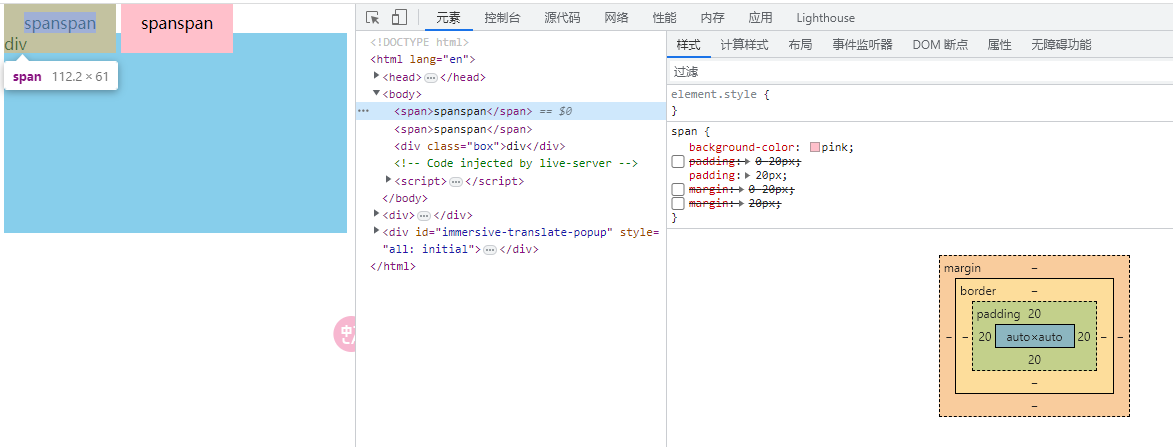 spanspan
spanspan
div
span 112.2 × 61
元素 控制台 源代码 网络 性能 内存 应用 Lighthouse
<!DOCTYPE html>
<html lang="en">
<head>…</head>
<body>
<span>spanspan</span> == $0
<span>spanspan</span>
<div class="box">div</div>
<!-- Code injected by live-server -->
<script>…</script>
</body>
<div>…</div>
<div id="immersive-translate-popup" style=
"all: initial">…</div>
</html>
样式 计算样式 布局 事件监听器 DOM 断点 属性 无障碍功能
过滤
element.style {
}
span {
background-color: pink;
padding: 0 20px;
padding: 20px;
margin: 0 20px;
margin: 20px;
}
margin –
border –
padding 20
– – 20 auto×auto 20 – –
20
–
–